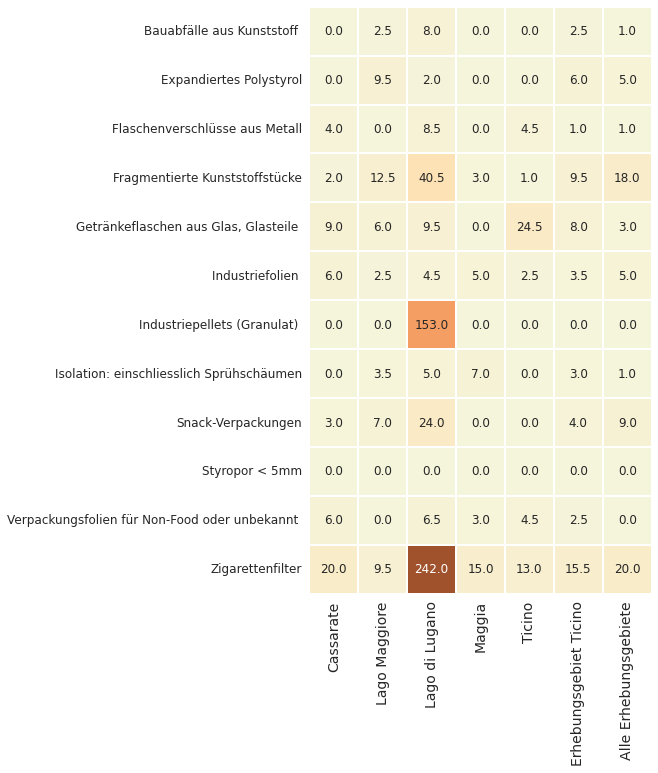 Bauabfälle aus Kunststoff 0.0 2.5 8.0 0.0 0.0 2.5 1.0
Expandiertes Polystyrol 0.0 9.5 2.0 0.0 0.0 6.0 5.0
Flaschenverschlüsse aus Metall 4.0 0.0 8.5 0.0 4.5 1.0 1.0
Fragmentierte Kunststoffstücke 2.0 12.5 40.5 3.0 1.0 9.5 18.0
Getränkeflaschen aus Glas, Glasteile 9.0 6.0 9.5 0.0 24.5 8.0 3.0
Industriefolien 6.0 2.5 4.5 5.0 2.5 3.5 5.0
Industriepellets (Granulat) 0.0 0.0 153.0 0.0 0.0 0.0 0.0
Isolation: einschliesslich Sprühschäumen 0.0 3.5 5.0 7.0 0.0 3.0 1.0
Snack-Verpackungen 3.0 7.0 24.0 0.0 0.0 4.0 9.0
Styropor < 5mm 0.0 0.0 0.0 0.0 0.0 0.0 0.0
Verpackungsfolien für Non-Food oder unbekannt 6.0 0.0 6.5 3.0 4.5 2.5 0.0
Zigarettenfilter 20.0 9.5 242.0 15.0 13.0 15.5 20.0
Cassarate
Lago Maggiore
Lago di Lugano
Maggia
Ticino
Erhebungsgebiet Ticino
Alle Erhebungsgebiete